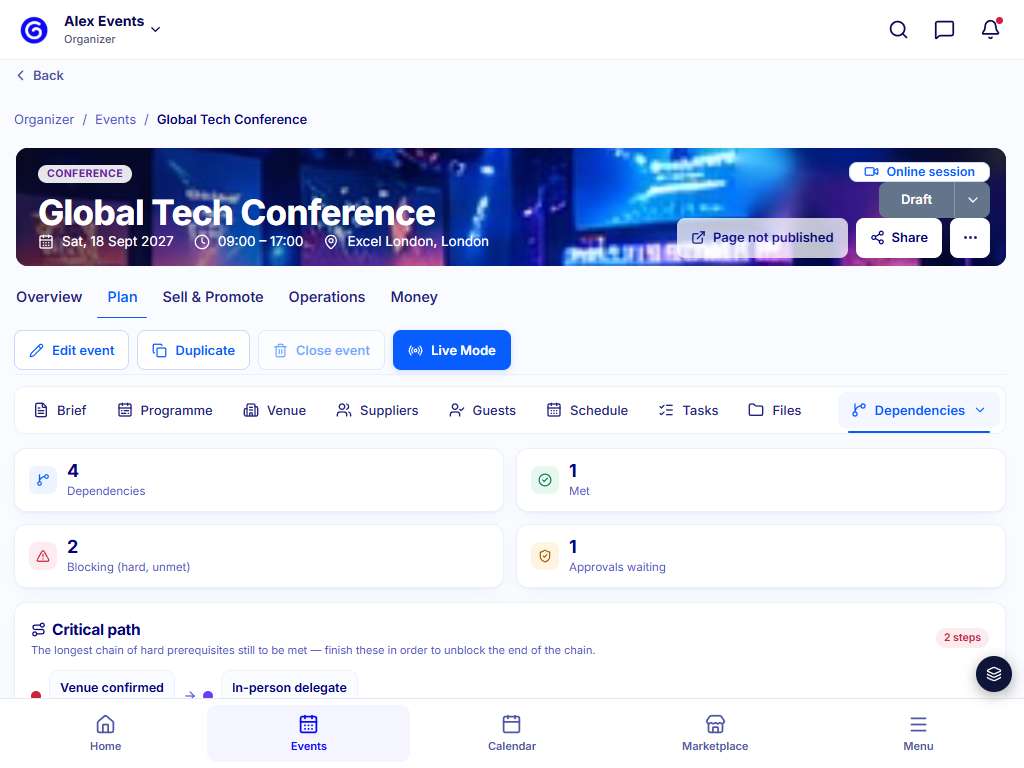 Alex Events
Organizer
Back
Organizer / Events / Global Tech Conference
CONFERENCE
Online session
Global Tech Conference
Draft
Sat, 18 Sept 2027 09:00 – 17:00 Excel London, London
Page not published
Share
Overview Plan Sell & Promote Operations Money
Edit event Duplicate Close event Live Mode
Brief Programme Venue Suppliers Guests Schedule Tasks Files Dependencies
4
Dependencies
1
Met
2
Blocking (hard, unmet)
1
Approvals waiting
Critical path
2 steps
The longest chain of hard prerequisites still to be met — finish these in order to unblock the end of the chain.
Venue confirmed
In-person delegate
Home Events Calendar Marketplace Menu